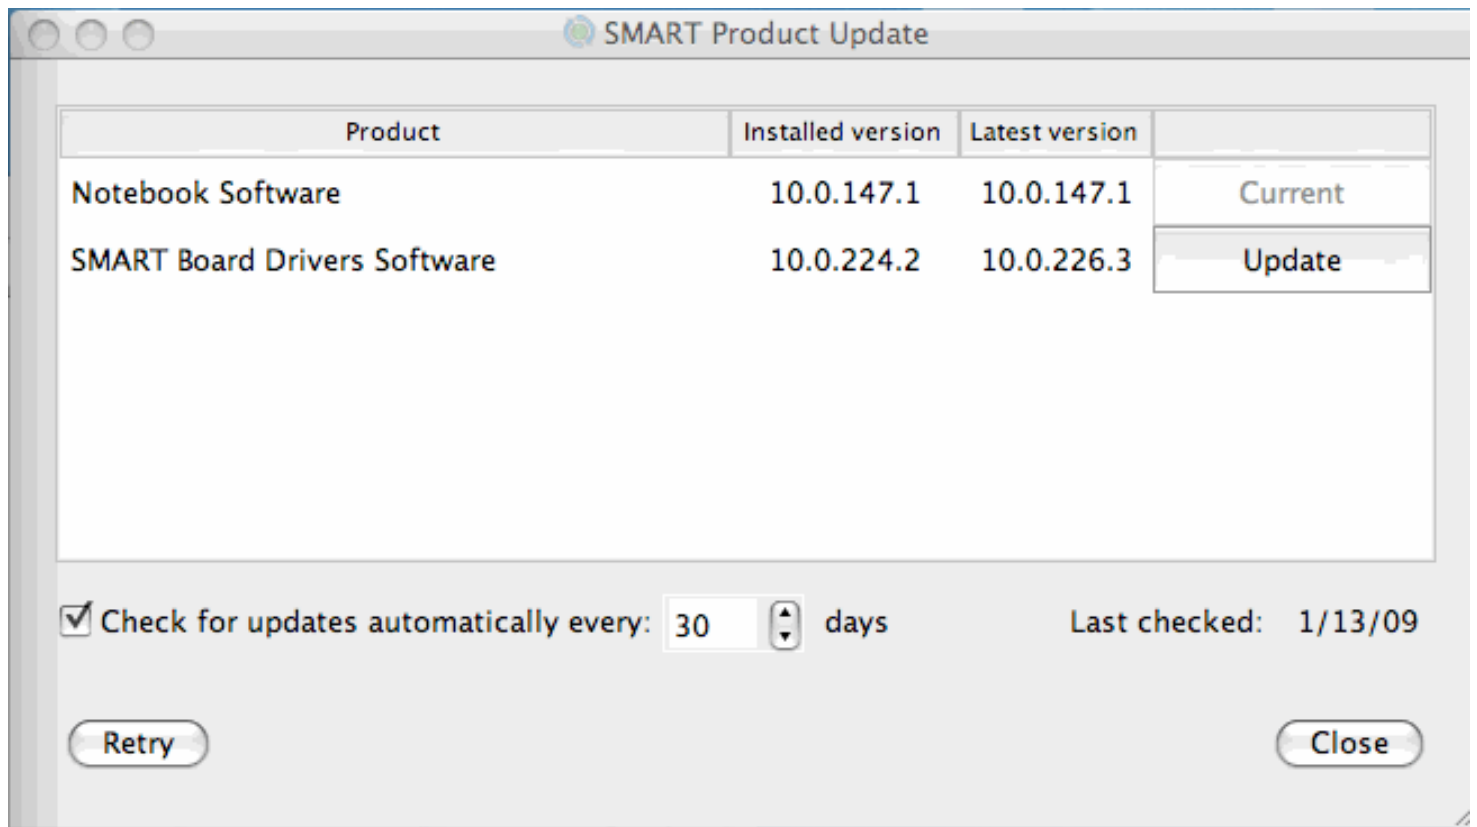 SMART Product Update
Product Installed version Latest version
Notebook Software 10.0.147.1 10.0.147.1 Current
SMART Board Drivers Software 10.0.224.2 10.0.226.3 Update
Check for updates automatically every: 30 days Last checked: 1/13/09
Retry Close